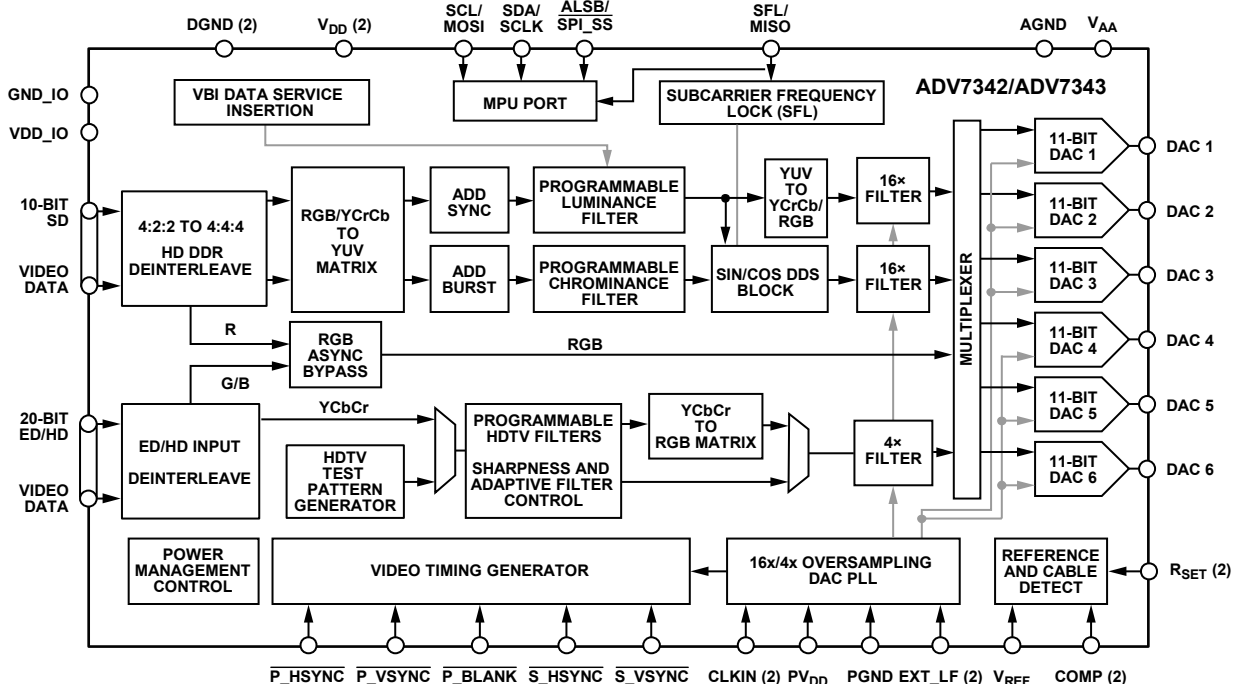 DGND (2)
V_DD (2)
SCL/
MOSI
SDA/
SCLK
ALSB/
SPI_SS
SFL/
MISO
AGND
V_AA
GND_IO
VDD_IO
VBI DATA SERVICE
INSERTION
MPU PORT
SUBCARRIER FREQUENCY
LOCK (SFL)
ADV7342/ADV7343
10-BIT
SD
VIDEO
DATA
4:2:2 TO 4:4:4
HD DDR
DEINTERLEAVE
RGB/YCrCb
TO
YUV
MATRIX
ADD
SYNC
PROGRAMMABLE
LUMINANCE
FILTER
YUV
TO
YCrCb/
RGB
16×
FILTER
ADD
BURST
PROGRAMMABLE
CHROMINANCE
FILTER
SIN/COS DDS
BLOCK
16×
FILTER
MULTIPLEXER
11-BIT
DAC 1
DAC 1
11-BIT
DAC 2
DAC 2
11-BIT
DAC 3
DAC 3
11-BIT
DAC 4
DAC 4
11-BIT
DAC 5
DAC 5
11-BIT
DAC 6
DAC 6
R
G/B
RGB
ASYNC
BYPASS
RGB
20-BIT
ED/HD
VIDEO
DATA
ED/HD INPUT
DEINTERLEAVE
YCbCr
HDTV
TEST
PATTERN
GENERATOR
PROGRAMMABLE
HDTV FILTERS
SHARPNESS AND
ADAPTIVE FILTER
CONTROL
YCbCr
TO
RGB MATRIX
4×
FILTER
POWER
MANAGEMENT
CONTROL
VIDEO TIMING GENERATOR
16x/4x OVERSAMPLING
DAC PLL
REFERENCE
AND CABLE
DETECT
R_SET (2)
P_HSYNC
P_VSYNC
P_BLANK
S_HSYNC
S_VSYNC
CLKIN (2)
PV_DD
PGND
EXT_LF (2)
V_REF
COMP (2)